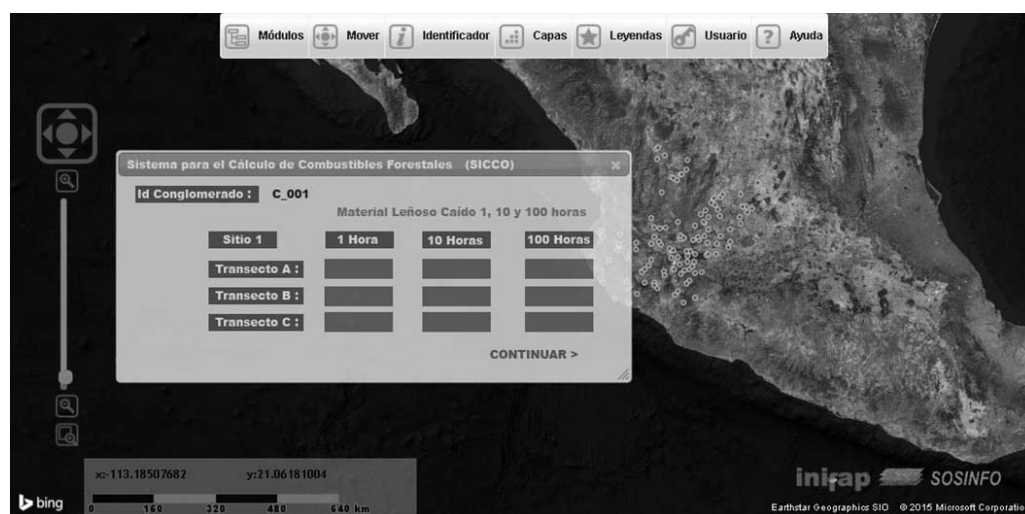 Módulos Mover Identificador Capas Leyendas Usuario ? Ayuda
Sistema para el Cálculo de Combustibles Forestales (SICCO) ×
Id Conglomerado : C_001
Material Leñoso Caído 1, 10 y 100 horas
Sitio 1 1 Hora 10 Horas 100 Horas
Transecto A :
Transecto B :
Transecto C :
CONTINUAR >
x:-113.18507682 y:21.06181004
inifap SOSINFO
bing 0 160 320 480 640 km
Earthstar Geographics SIO © 2015 Microsoft Corporatio